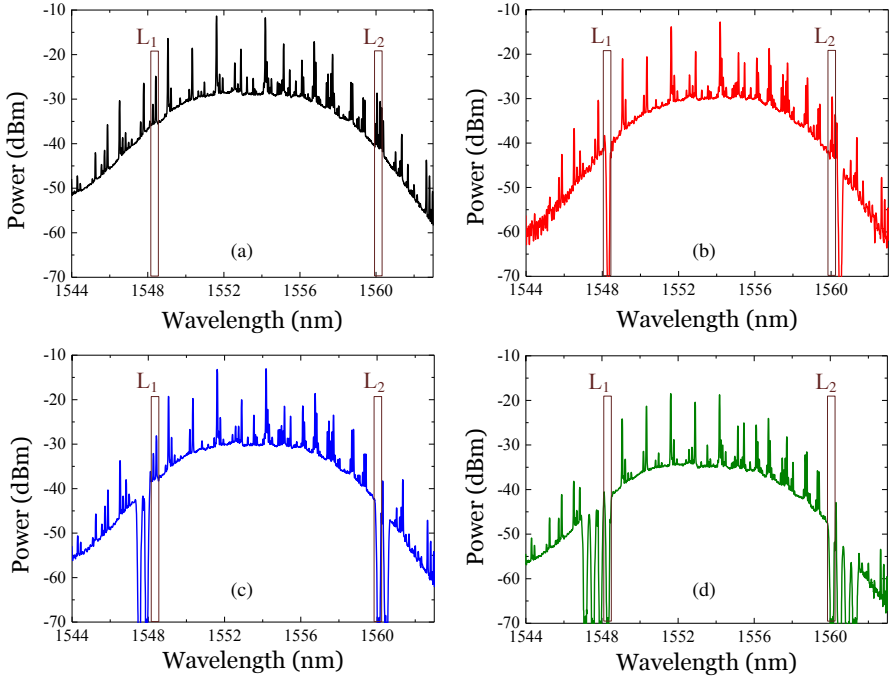 -10
-20
-30
-40
-50
-60
-70
Power (dBm)
L₁
L₂
(a)
1544
1548
1552
1556
1560
Wavelength (nm)
-10
-20
-30
-40
-50
-60
-70
Power (dBm)
L₁
L₂
(b)
1544
1548
1552
1556
1560
Wavelength (nm)
-10
-20
-30
-40
-50
-60
-70
Power (dBm)
L₁
L₂
(c)
1544
1548
1552
1556
1560
Wavelength (nm)
-10
-20
-30
-40
-50
-60
-70
Power (dBm)
L₁
L₂
(d)
1544
1548
1552
1556
1560
Wavelength (nm)